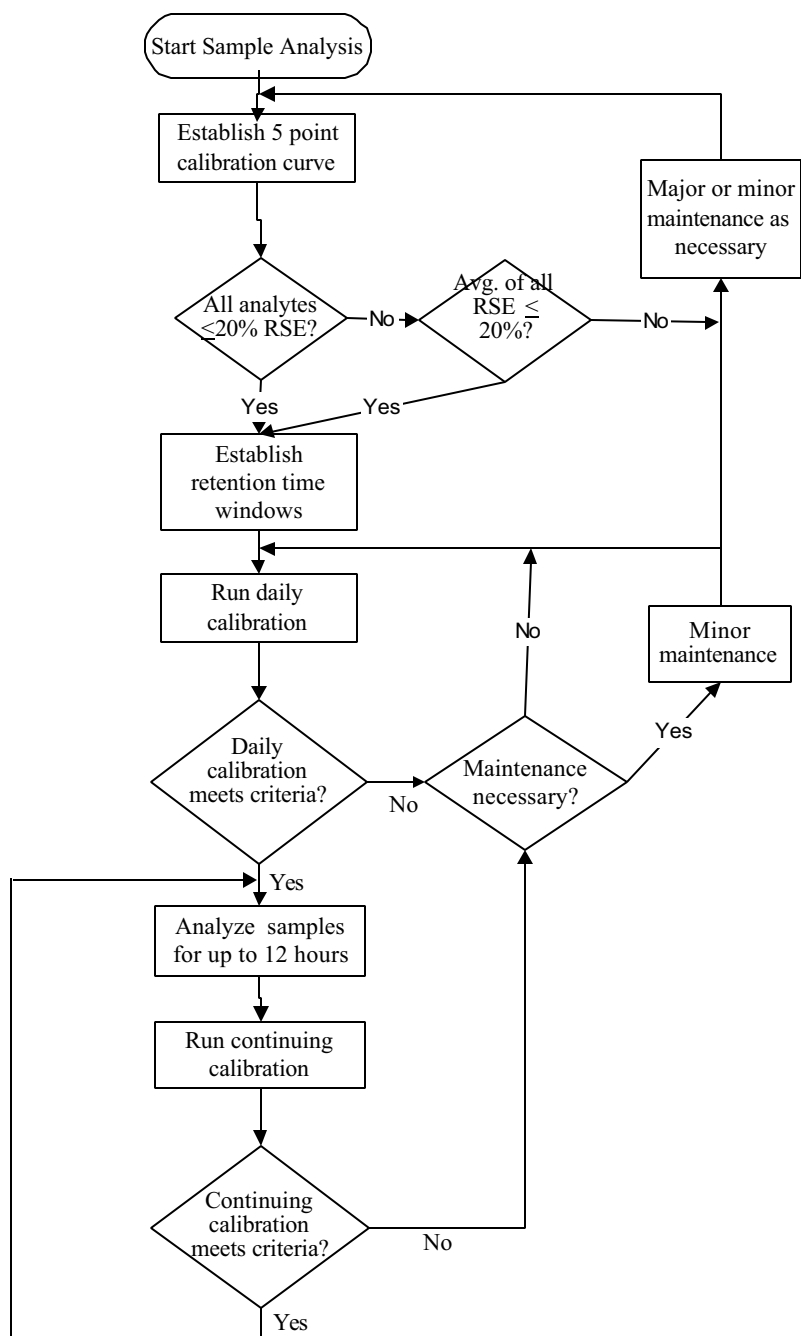 Start Sample Analysis
Establish 5 point
calibration curve
Major or minor
maintenance as
necessary
All analytes
≤20% RSE?
No
Avg. of all
RSE ≤
20%?
No
Yes
Yes
Establish
retention time
windows
Run daily
calibration
No
Minor
maintenance
Yes
Daily
calibration
meets criteria?
No
Maintenance
necessary?
Yes
Analyze samples
for up to 12 hours
Run continuing
calibration
Continuing
calibration
meets criteria?
No
Yes